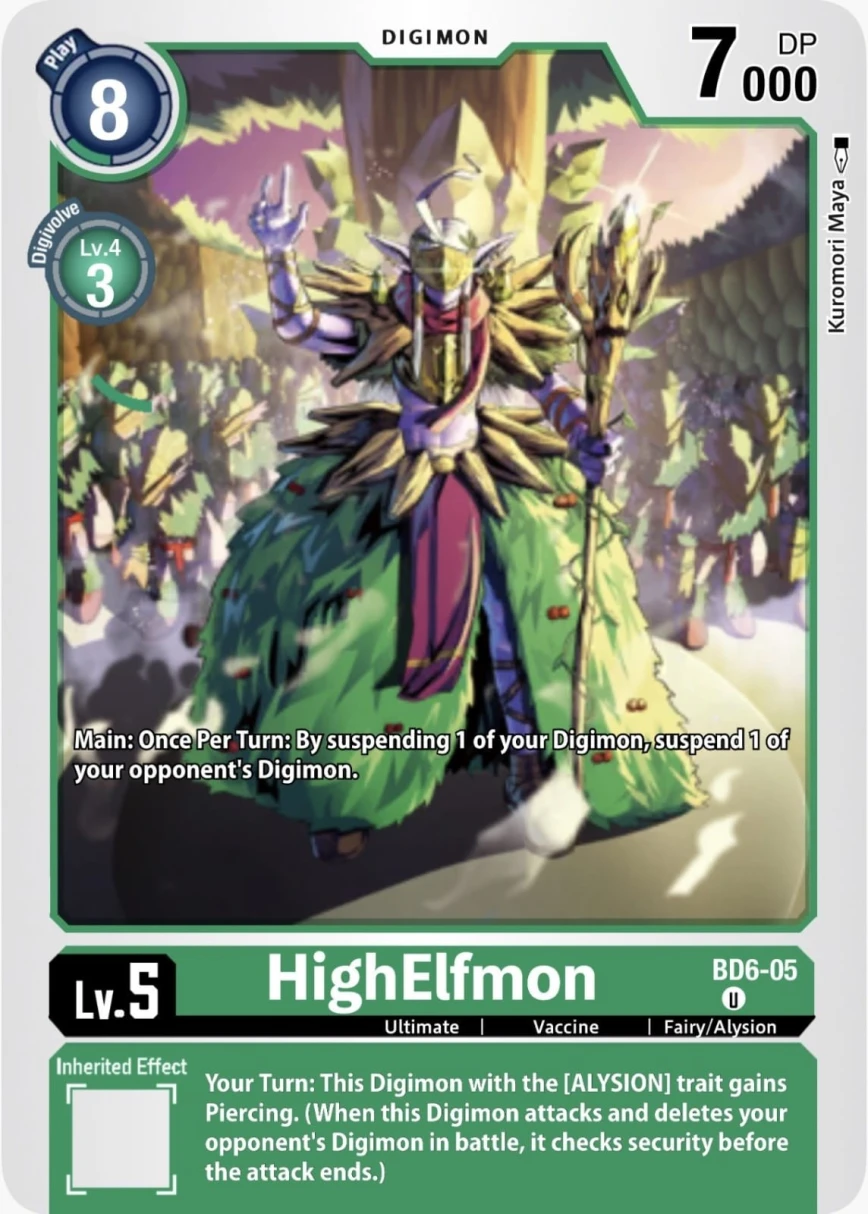 DIGIMON
Play
8
7000
DP
Digivolve
Lv.4
3
Kuromori Maya
Main: Once Per Turn: By suspending 1 of your Digimon, suspend 1 of
your opponent's Digimon.
Lv.5
HighElfmon
BD6-05
U
Ultimate | Vaccine | Fairy/Alysion
Inherited Effect
Your Turn: This Digimon with the [ALYSION] trait gains
Piercing. (When this Digimon attacks and deletes your
opponent's Digimon in battle, it checks security before
the attack ends.)